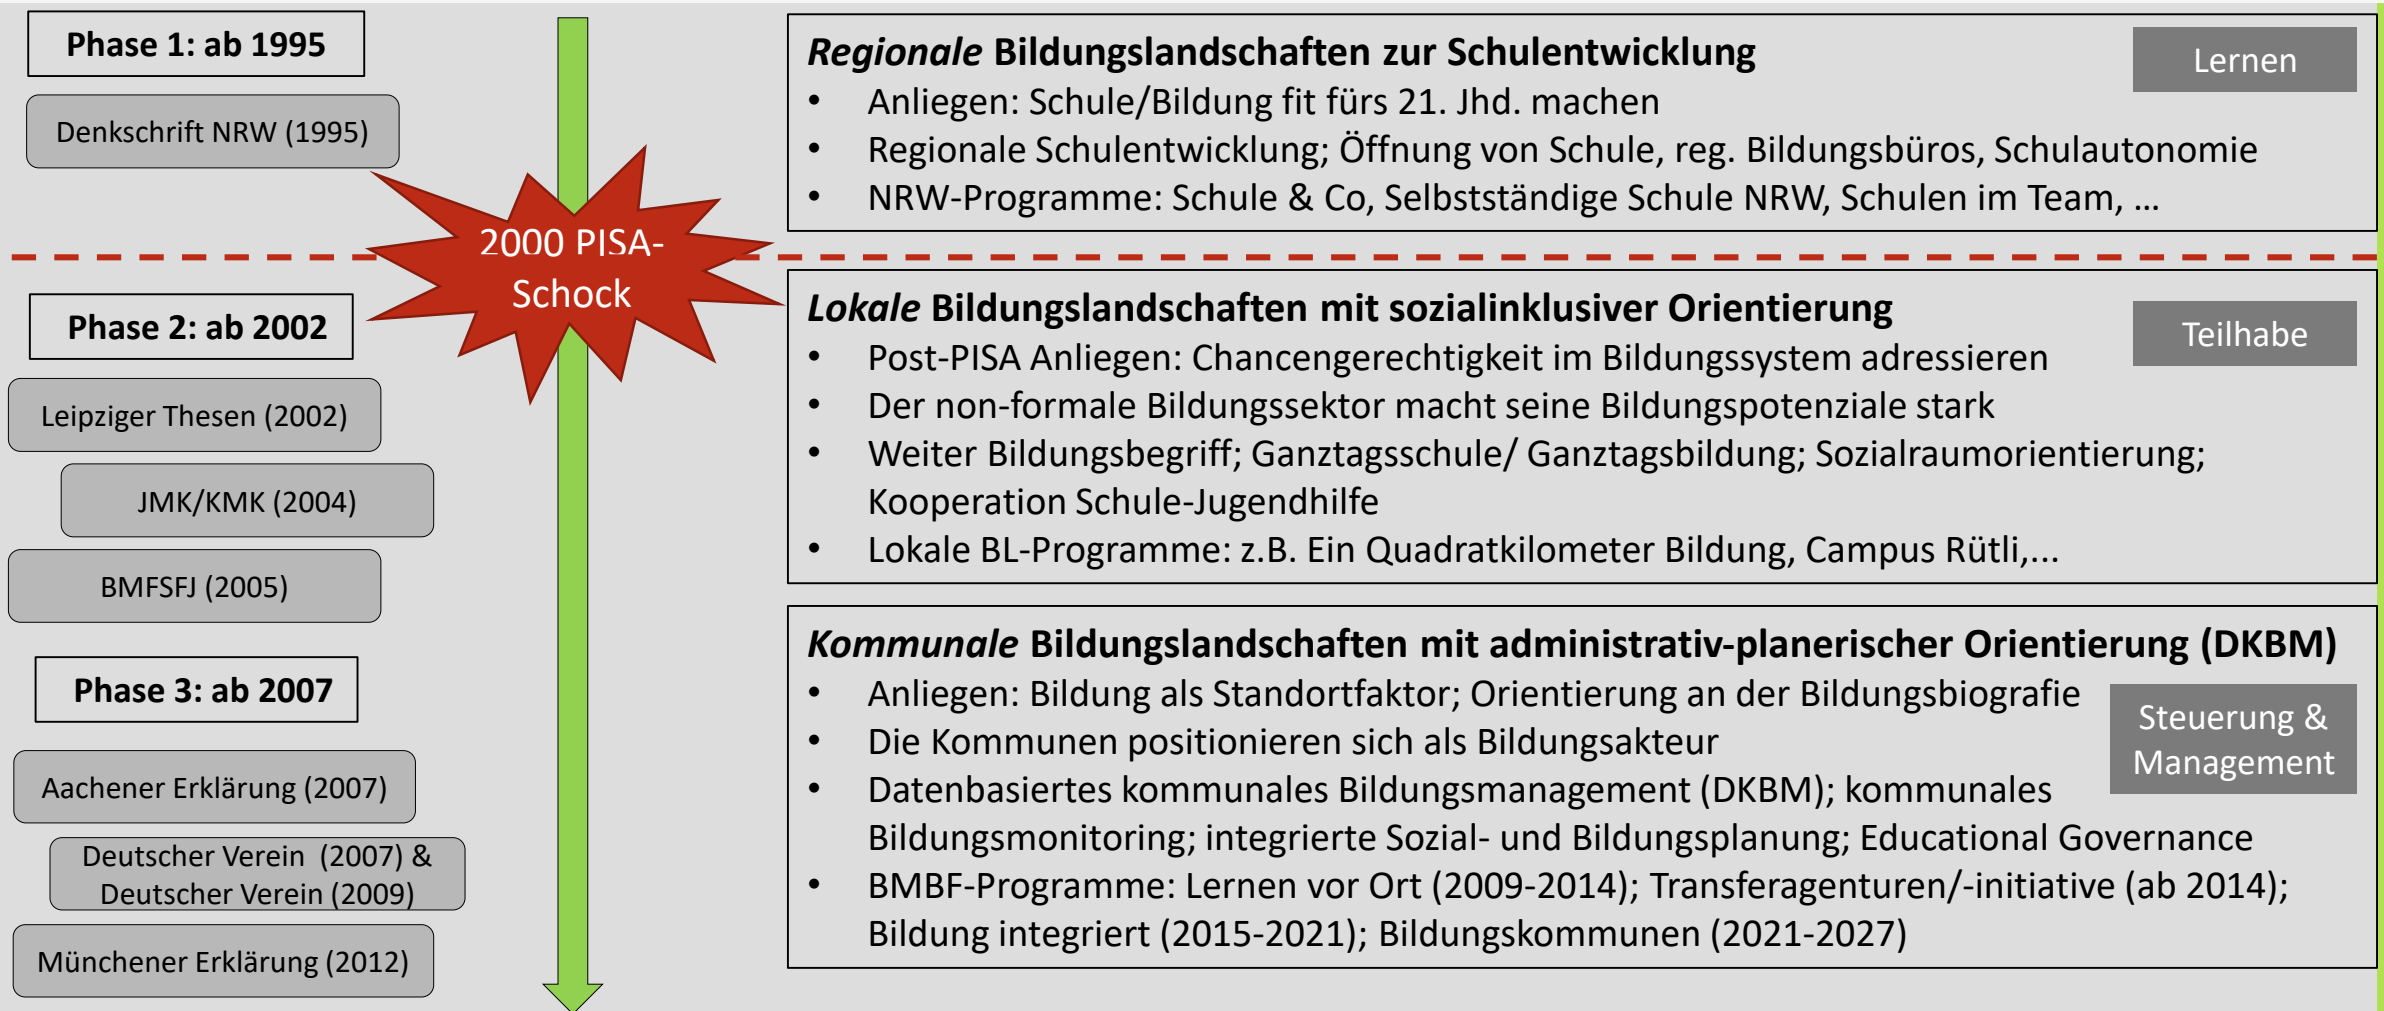 Phase 1: ab 1995
Denkschrift NRW (1995)
Regionale Bildungslandschaften zur Schulentwicklung
Lernen
• Anliegen: Schule/Bildung fit fürs 21. Jhd. machen
• Regionale Schulentwicklung; Öffnung von Schule, reg. Bildungsbüros, Schulautonomie
• NRW-Programme: Schule & Co, Selbstständige Schule NRW, Schulen im Team, …
2000 PISA-
Schock
Phase 2: ab 2002
Leipziger Thesen (2002)
JMK/KMK (2004)
BMFSFJ (2005)
Lokale Bildungslandschaften mit sozialinklusiver Orientierung
Teilhabe
• Post-PISA Anliegen: Chancengerechtigkeit im Bildungssystem adressieren
• Der non-formale Bildungssektor macht seine Bildungspotenziale stark
• Weiter Bildungsbegriff; Ganztagsschule/ Ganztagsbildung; Sozialraumorientierung;
Kooperation Schule-Jugendhilfe
• Lokale BL-Programme: z.B. Ein Quadratkilometer Bildung, Campus Rütli,...
Phase 3: ab 2007
Aachener Erklärung (2007)
Deutscher Verein (2007) &
Deutscher Verein (2009)
Münchener Erklärung (2012)
Kommunale Bildungslandschaften mit administrativ-planerischer Orientierung (DKBM)
Steuerung &
Management
• Anliegen: Bildung als Standortfaktor; Orientierung an der Bildungsbiografie
• Die Kommunen positionieren sich als Bildungsakteur
• Datenbasiertes kommunales Bildungsmanagement (DKBM); kommunales
Bildungsmonitoring; integrierte Sozial- und Bildungsplanung; Educational Governance
• BMBF-Programme: Lernen vor Ort (2009-2014); Transferagenturen/-initiative (ab 2014);
Bildung integriert (2015-2021); Bildungskommunen (2021-2027)